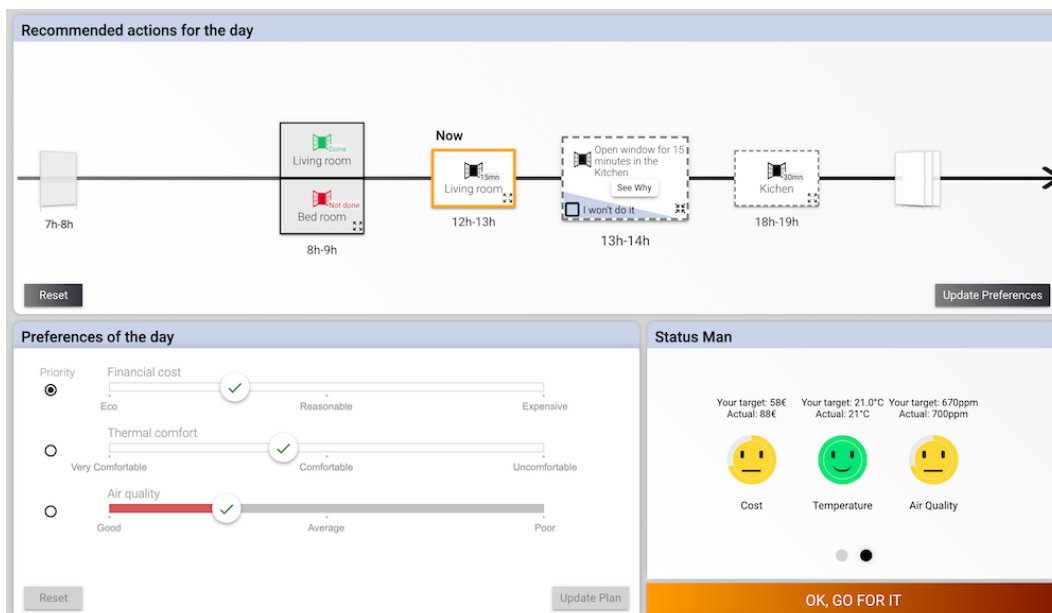 Recommended actions for the day
Done
Living room
Not done
Bed room
Now
15mn
Living room
Open window for 15
minutes in the
Kitchen
See Why
I won't do it
30mn
Kichen
7h-8h
8h-9h
12h-13h
13h-14h
18h-19h
Reset
Update Preferences
Preferences of the day
Priority
Financial cost
Eco
Reasonable
Expensive
Thermal comfort
Very Comfortable
Comfortable
Uncomfortable
Air quality
Good
Average
Poor
Reset
Update Plan
Status Man
Your target: 58€
Actual: 88€
Your target: 21.0°C
Actual: 21°C
Your target: 670ppm
Actual: 700ppm
Cost
Temperature
Air Quality
OK, GO FOR IT